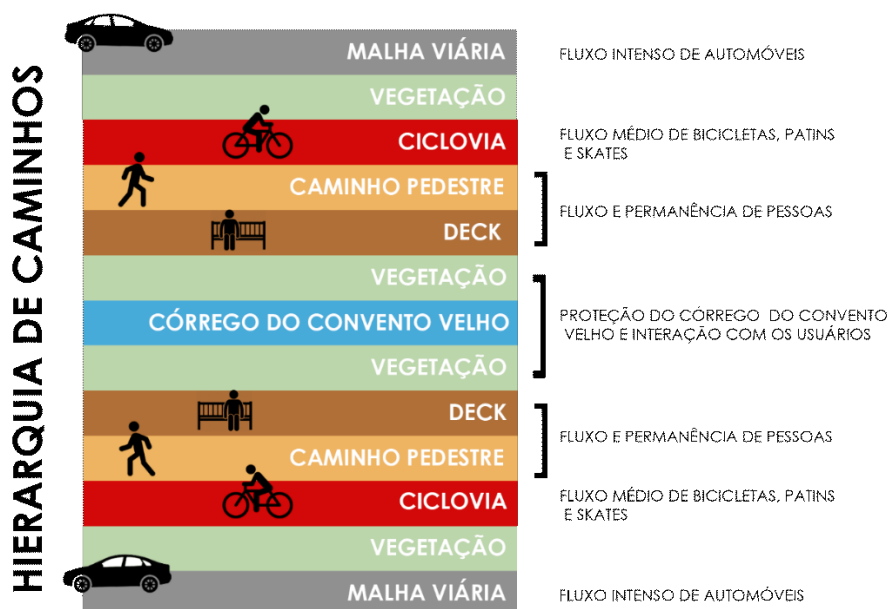 HIERARQUIA DE CAMINHOS
MALHA VIÁRIA
FLUXO INTENSO DE AUTOMÓVEIS
VEGETAÇÃO
CICLOVIA
FLUXO MÉDIO DE BICICLETAS, PATINS
E SKATES
CAMINHO PEDESTRE
DECK
FLUXO E PERMANÊNCIA DE PESSOAS
VEGETAÇÃO
CÓRREGO DO CONVENTO VELHO
VEGETAÇÃO
PROTEÇÃO DO CÓRREGO DO CONVENTO
VELHO E INTERAÇÃO COM OS USUÁRIOS
DECK
CAMINHO PEDESTRE
FLUXO E PERMANÊNCIA DE PESSOAS
CICLOVIA
FLUXO MÉDIO DE BICICLETAS, PATINS
E SKATES
VEGETAÇÃO
MALHA VIÁRIA
FLUXO INTENSO DE AUTOMÓVEIS